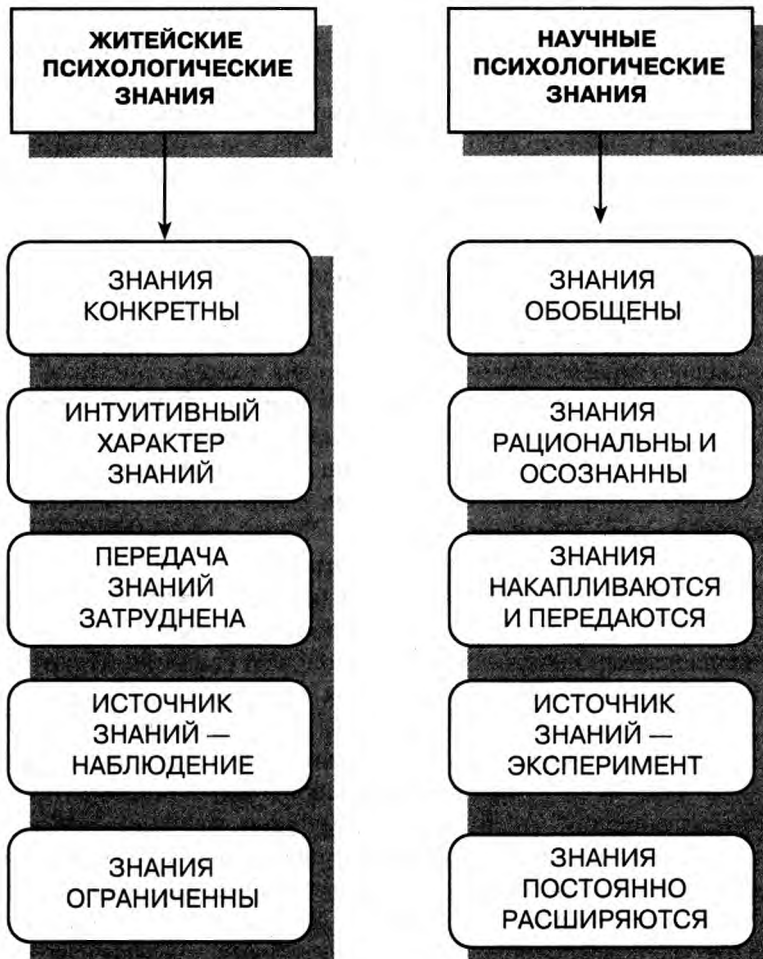 ЖИТЕЙСКИЕ
ПСИХОЛОГИЧЕСКИЕ
ЗНАНИЯ
ЗНАНИЯ
КОНКРЕТНЫ
ИНТУИТИВНЫЙ
ХАРАКТЕР
ЗНАНИЙ
ПЕРЕДАЧА
ЗНАНИЙ
ЗАТРУДНЕНА
ИСТОЧНИК
ЗНАНИЙ —
НАБЛЮДЕНИЕ
ЗНАНИЯ
ОГРАНИЧЕННЫ
НАУЧНЫЕ
ПСИХОЛОГИЧЕСКИЕ
ЗНАНИЯ
ЗНАНИЯ
ОБОБЩЕНЫ
ЗНАНИЯ
РАЦИОНАЛЬНЫ И
ОСОЗНАННЫ
ЗНАНИЯ
НАКАПЛИВАЮТСЯ
И ПЕРЕДАЮТСЯ
ИСТОЧНИК
ЗНАНИЙ —
ЭКСПЕРИМЕНТ
ЗНАНИЯ
ПОСТОЯННО
РАСШИРЯЮТСЯ